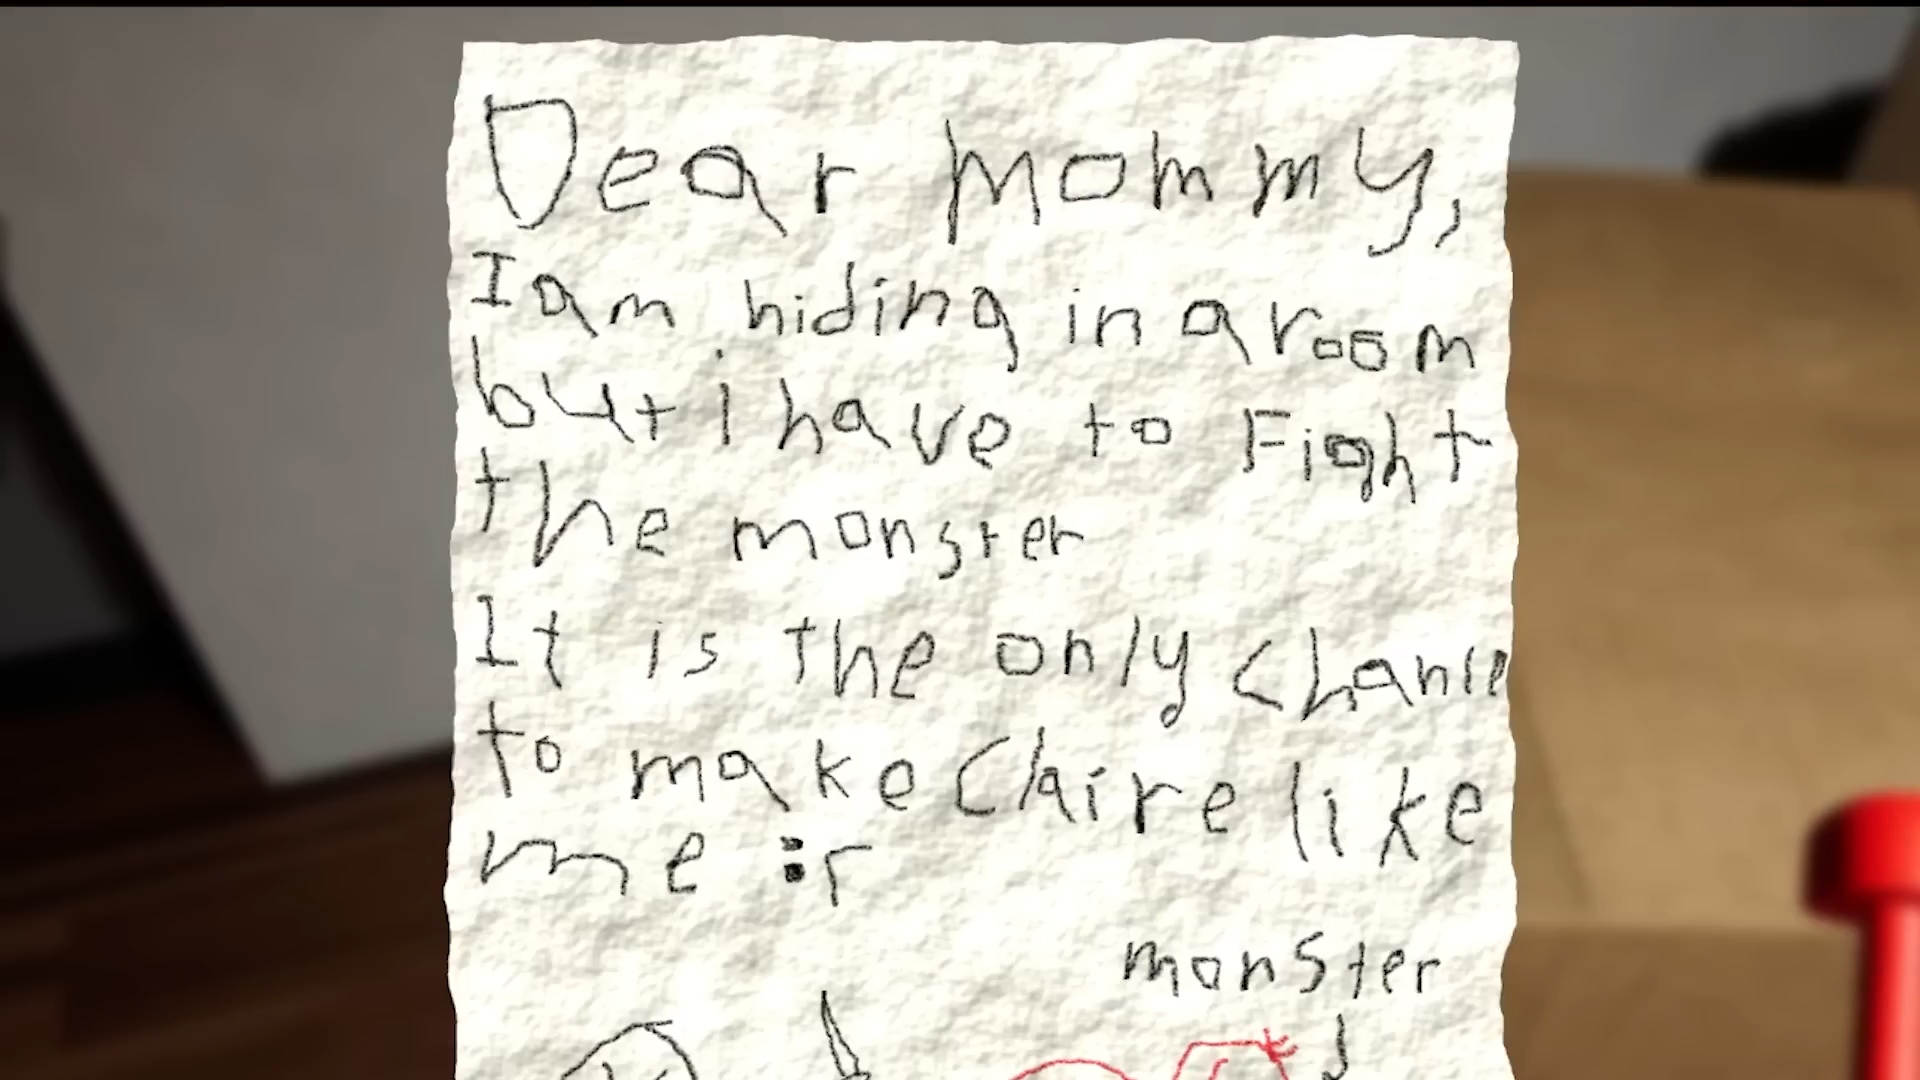 Dear Mommy,
I am hiding in a room
but i have to Fight
the monster
It is the only chance
to make Claire like
me :r
monster